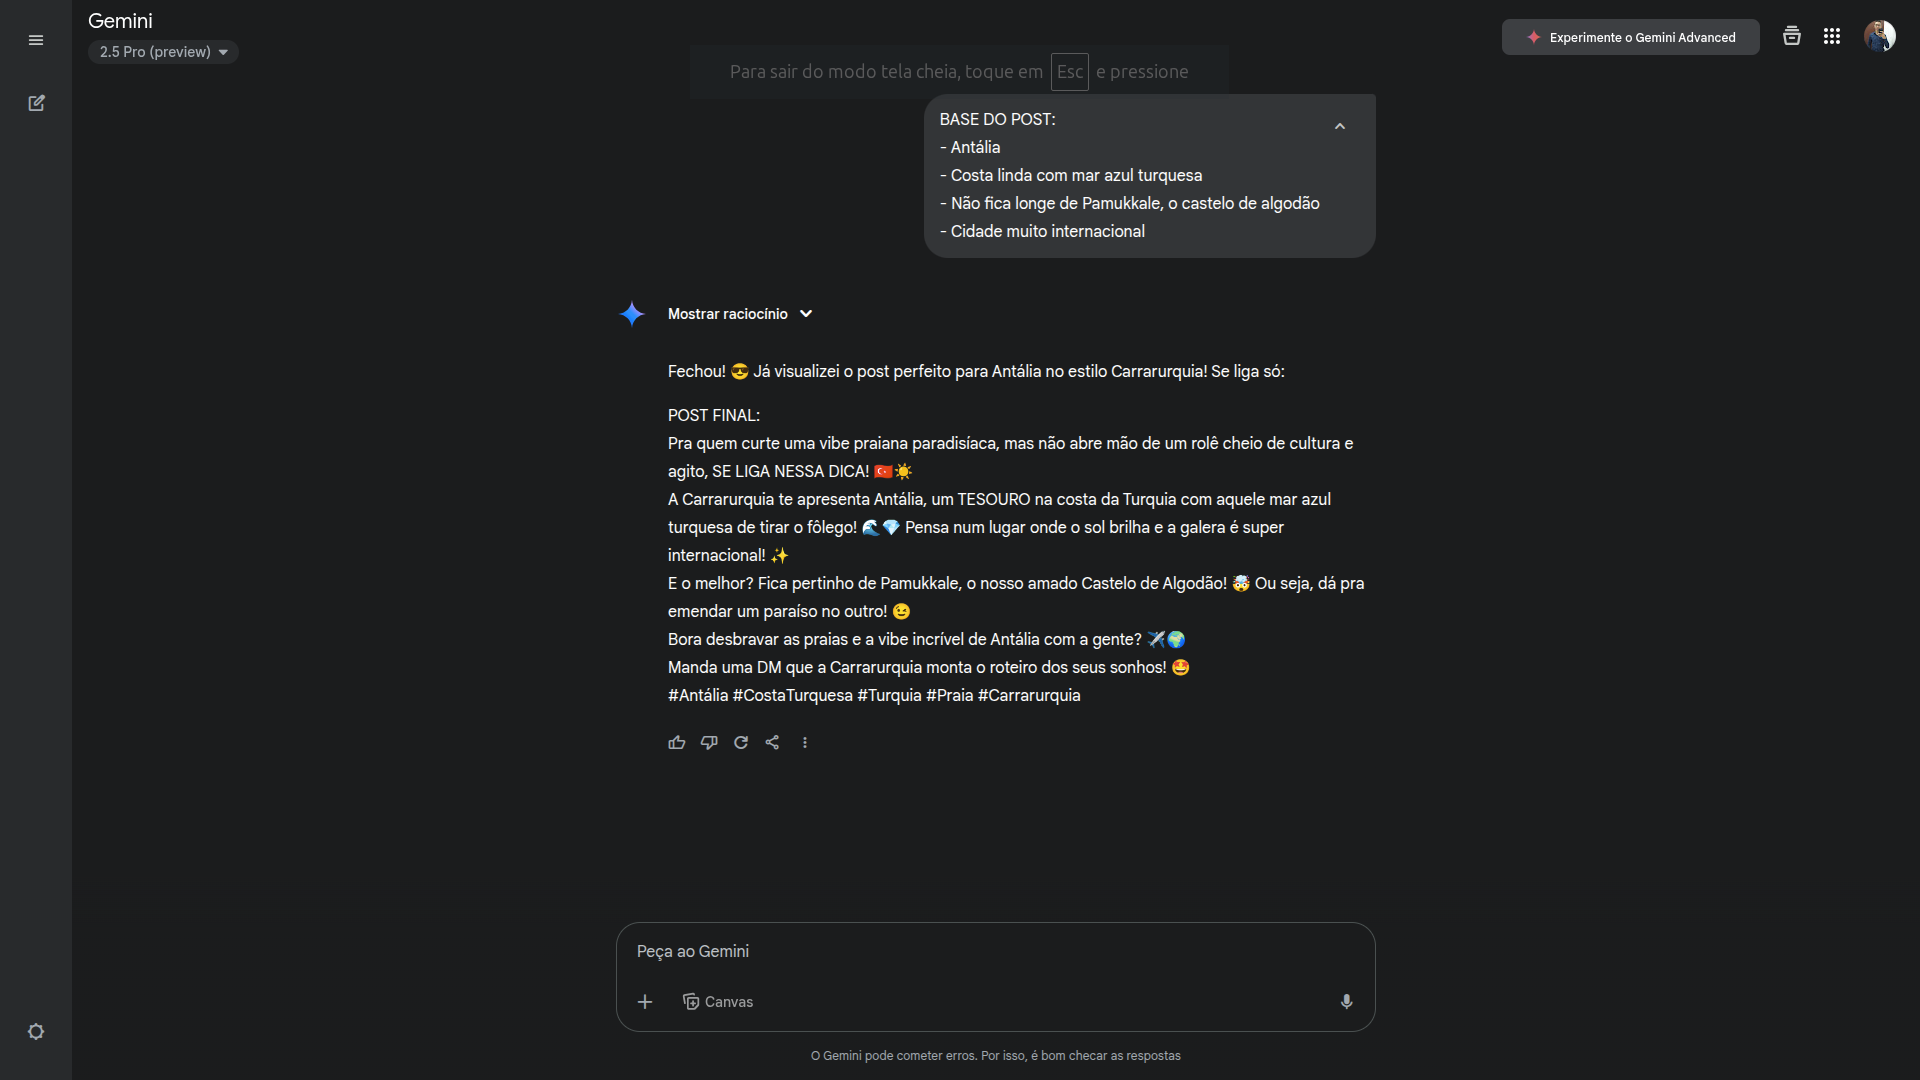 Gemini
2.5 Pro (preview)
Experimente o Gemini Advanced
Para sair do modo tela cheia, toque em Esc e pressione
BASE DO POST:
- Antália
- Costa linda com mar azul turquesa
- Não fica longe de Pamukkale, o castelo de algodão
- Cidade muito internacional
Mostrar raciocínio
Fechou! 😎 Já visualizei o post perfeito para Antália no estilo Carrarurquia! Se liga só:
POST FINAL:
Pra quem curte uma vibe praiana paradisíaca, mas não abre mão de um rolê cheio de cultura e
agito, SE LIGA NESSA DICA! 🇹🇷☀️
A Carrarurquia te apresenta Antália, um TESOURO na costa da Turquia com aquele mar azul
turquesa de tirar o fôlego! 🌊💎 Pensa num lugar onde o sol brilha e a galera é super
internacional! ✨
E o melhor? Fica pertinho de Pamukkale, o nosso amado Castelo de Algodão! 🤯 Ou seja, dá pra
emendar um paraíso no outro! 😉
Bora desbravar as praias e a vibe incrível de Antália com a gente? ✈️🌍
Manda uma DM que a Carrarurquia monta o roteiro dos seus sonhos! 🤩
#Antália #CostaTurquesa #Turquia #Praia #Carrarurquia
Peça ao Gemini
Canvas
O Gemini pode cometer erros. Por isso, é bom checar as respostas